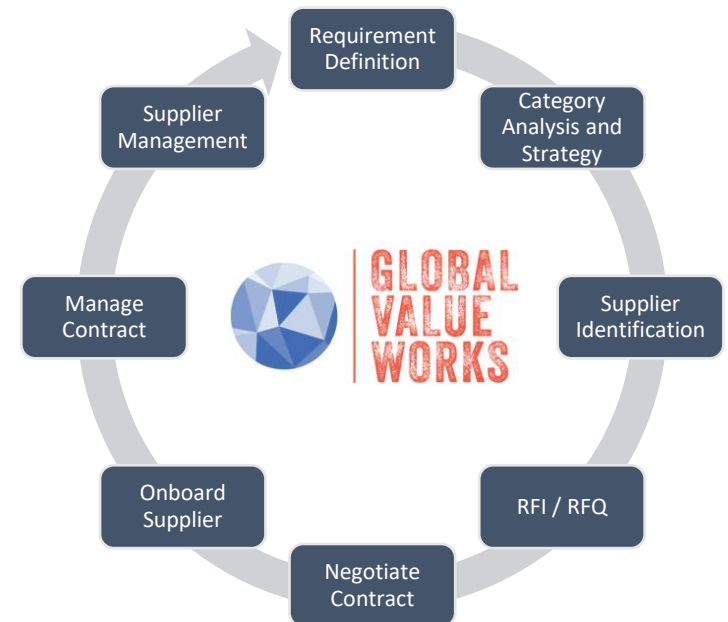 Requirement
Definition
Category
Analysis and
Strategy
Supplier
Identification
RFI / RFQ
Negotiate
Contract
Onboard
Supplier
Manage
Contract
Supplier
Management
GLOBAL
VALUE
WORKS